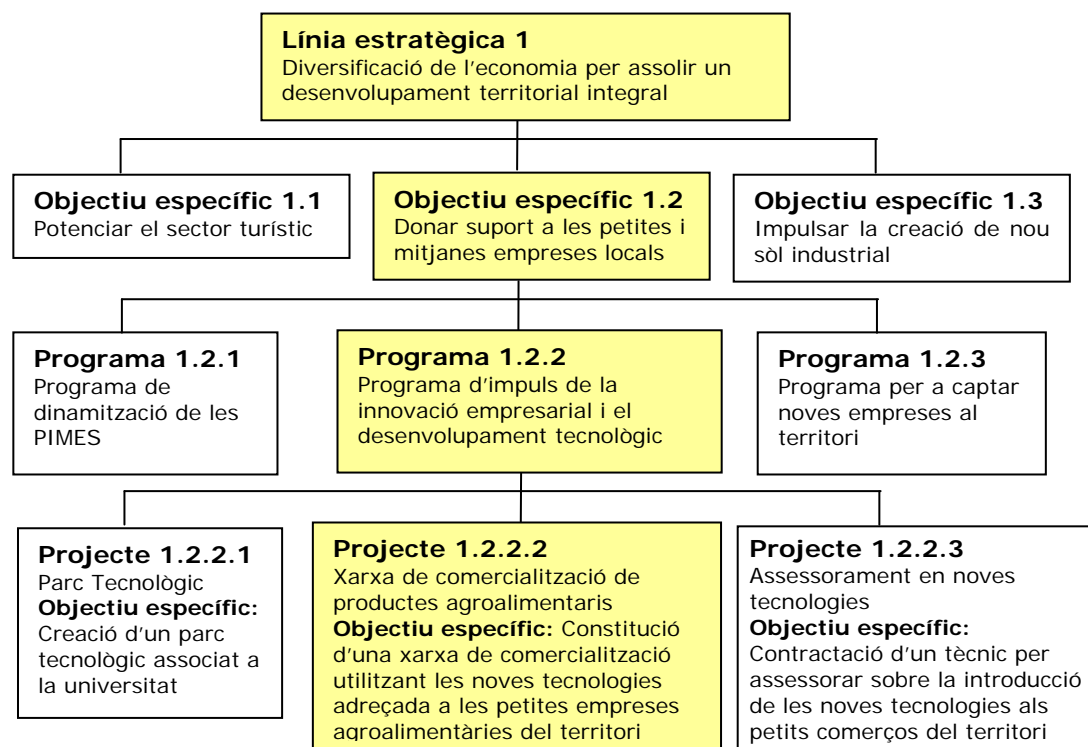 Línia estratègica 1
Diversificació de l'economia per assolir un
desenvolupament territorial integral
Objectiu específic 1.1
Potenciar el sector turístic
Objectiu específic 1.2
Donar suport a les petites i
mitjanes empreses locals
Objectiu específic 1.3
Impulsar la creació de nou
sòl industrial
Programa 1.2.1
Programa de
dinamització de les
PIMES
Programa 1.2.2
Programa d'impuls de la
innovació empresarial i el
desenvolupament tecnològic
Programa 1.2.3
Programa per a captar
noves empreses al
territori
Projecte 1.2.2.1
Parc Tecnològic
Objectiu específic:
Creació d'un parc
tecnològic associat a
la universitat
Projecte 1.2.2.2
Xarxa de comercialització de
productes agroalimentaris
Objectiu específic: Constitució
d'una xarxa de comercialització
utilitzant les noves tecnologies
adreçada a les petites empreses
agroalimentàries del territori
Projecte 1.2.2.3
Assessorament en noves
tecnologies
Objectiu específic:
Contractació d'un tècnic per
assessorar sobre la introducció
de les noves tecnologies als
petits comerços del territori